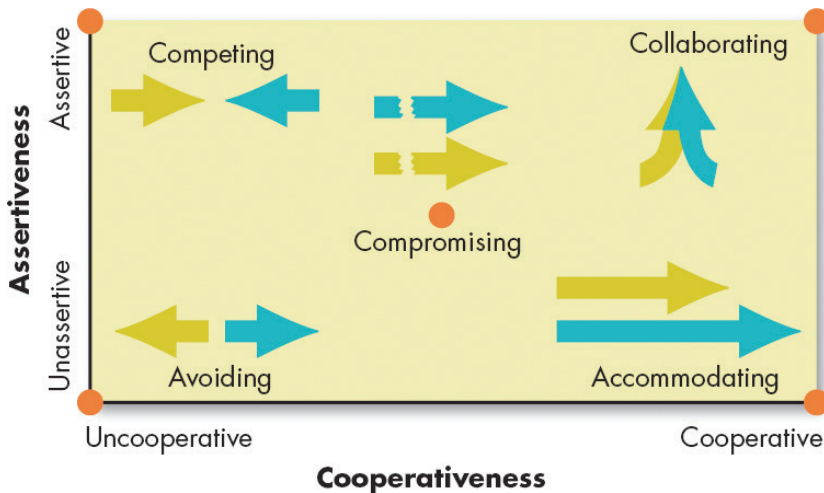 Competing
Collaborating
Assertive
Assertiveness
Compromising
Unassertive
Avoiding
Accommodating
Uncooperative
Cooperative
Cooperativeness